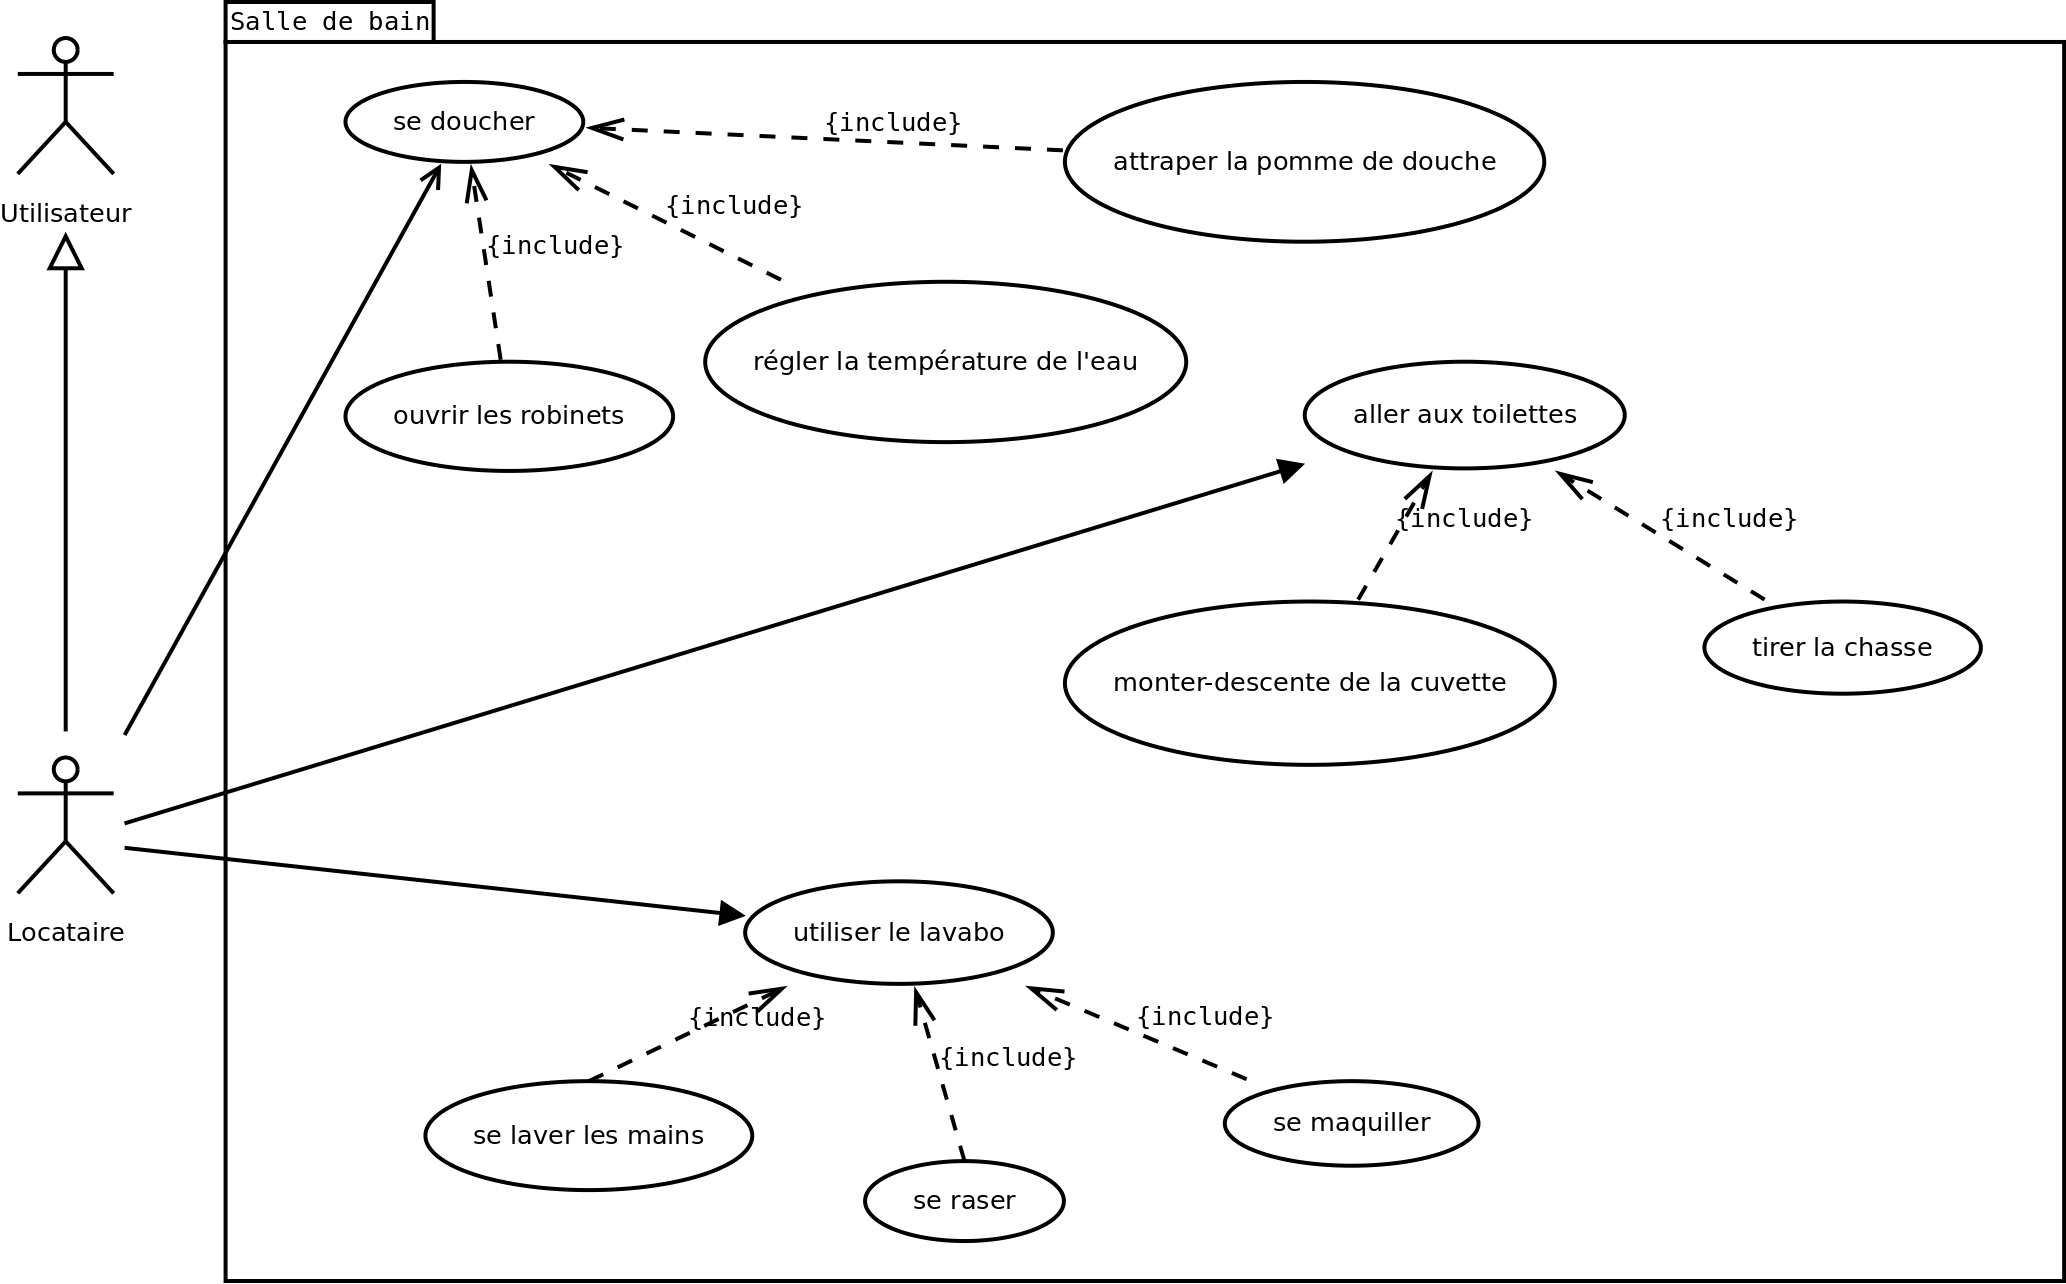 Salle de bain
Utilisateur
se doucher
{include}
attraper la pomme de douche
{include}
{include}
régler la température de l'eau
ouvrir les robinets
aller aux toilettes
{include}
{include}
monter-descente de la cuvette
tirer la chasse
Locataire
utiliser le lavabo
{include}
{include}
{include}
se laver les mains
se maquiller
se raser